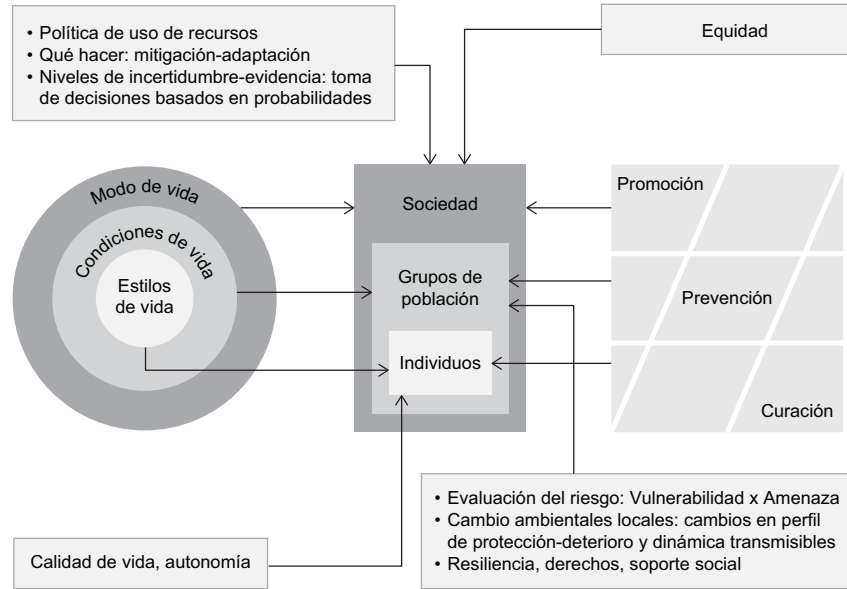 • Política de uso de recursos
• Qué hacer: mitigación-adaptación
• Niveles de incertidumbre-evidencia: toma
de decisiones basados en probabilidades
Equidad
Modo de vida
Condiciones de vida
Estilos
de vida
Sociedad
Grupos de
población
Individuos
Promoción
Prevención
Curación
• Evaluación del riesgo: Vulnerabilidad x Amenaza
• Cambio ambientales locales: cambios en perfil
de protección-deterioro y dinámica transmisibles
• Resiliencia, derechos, soporte social
Calidad de vida, autonomía